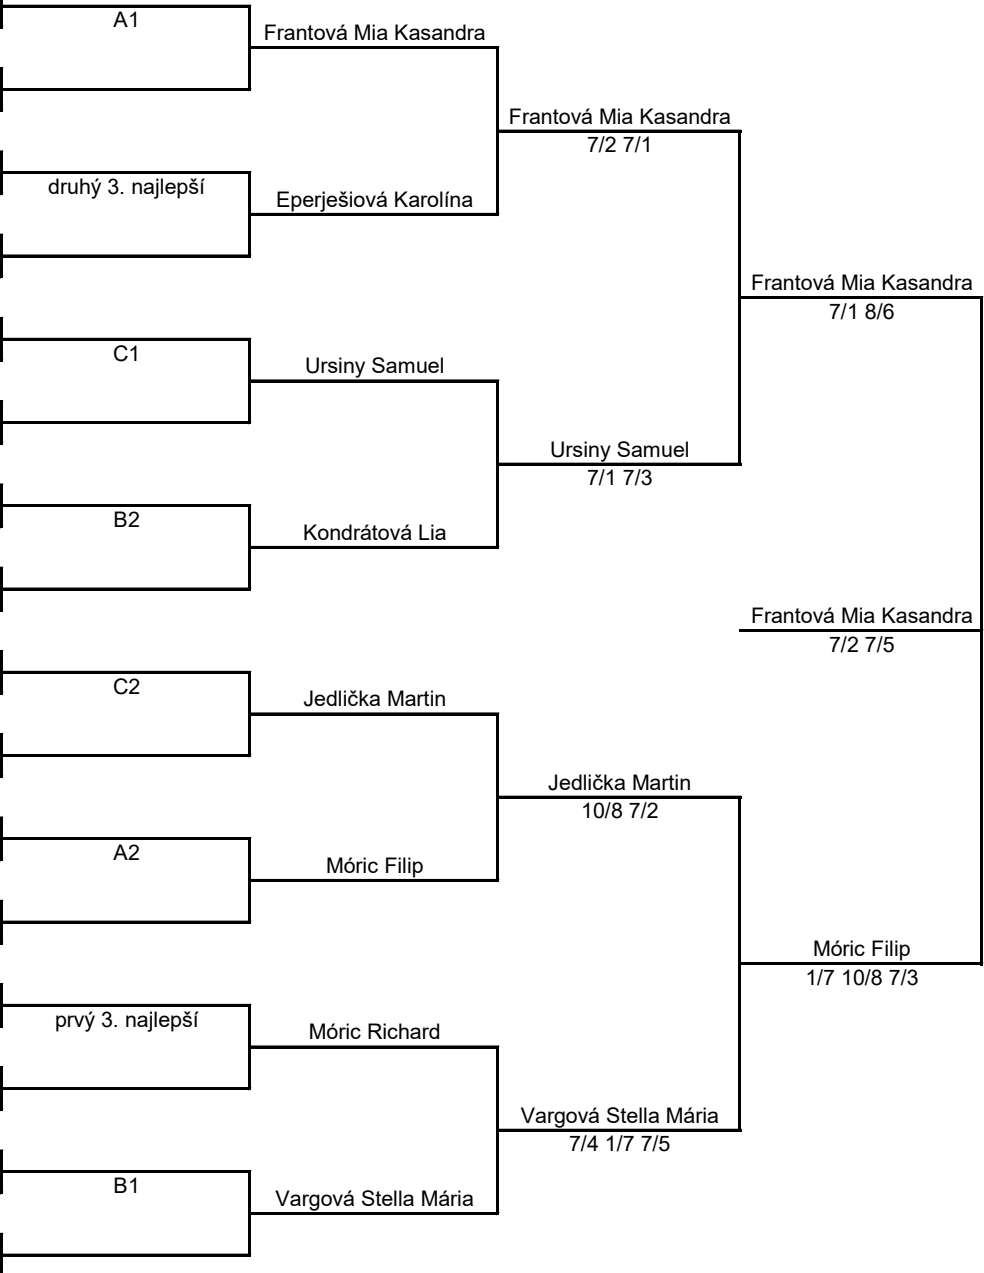 A1
Frantová Mia Kasandra
Frantová Mia Kasandra
7/2 7/1
druhý 3. najlepší
Eperješiová Karolína
Frantová Mia Kasandra
7/1 8/6
C1
Ursiny Samuel
Ursiny Samuel
7/1 7/3
B2
Kondrátová Lia
Frantová Mia Kasandra
7/2 7/5
C2
Jedlička Martin
Jedlička Martin
10/8 7/2
A2
Móric Filip
Móric Filip
1/7 10/8 7/3
prvý 3. najlepší
Móric Richard
Vargová Stella Mária
7/4 1/7 7/5
B1
Vargová Stella Mária